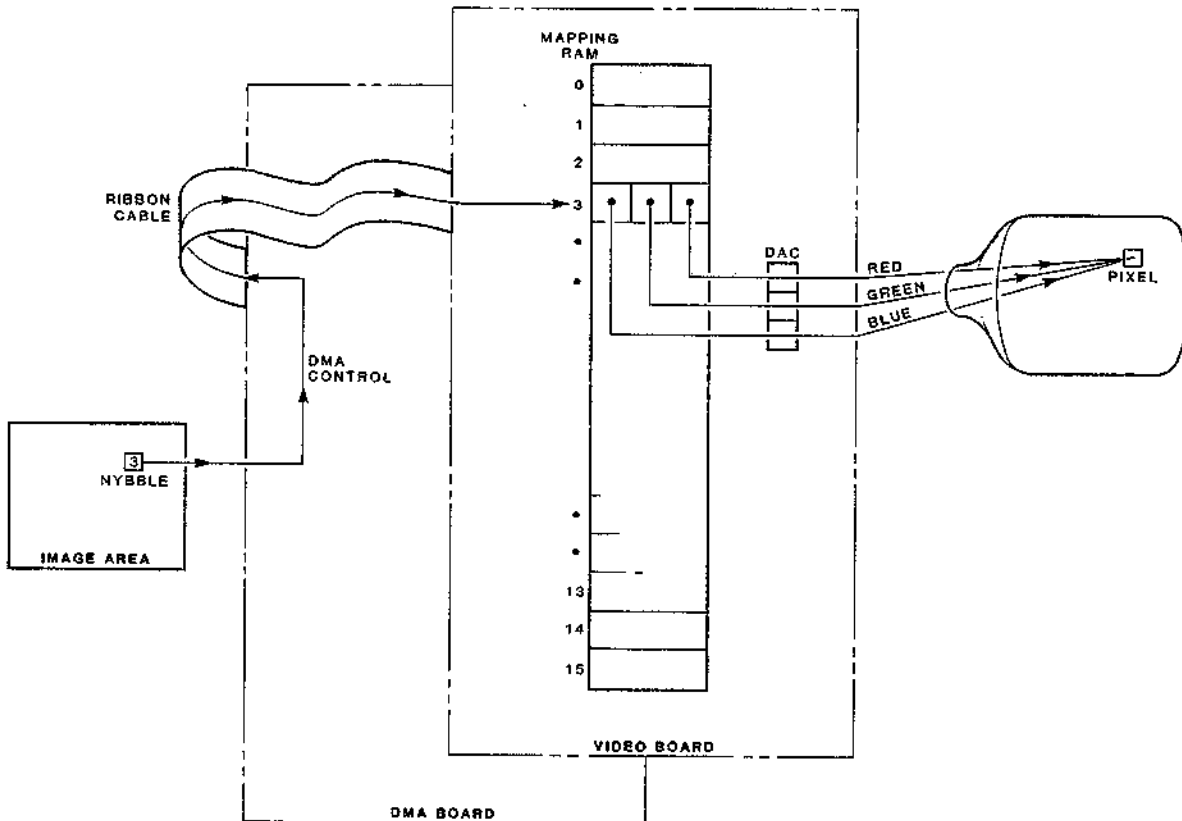 MAPPING
RAM
0
1
2
3
RIBBON
CABLE
DAC
RED
GREEN
BLUE
PIXEL
DMA
CONTROL
3
NYBBLE
IMAGE AREA
13
14
15
VIDEO BOARD
DMA BOARD